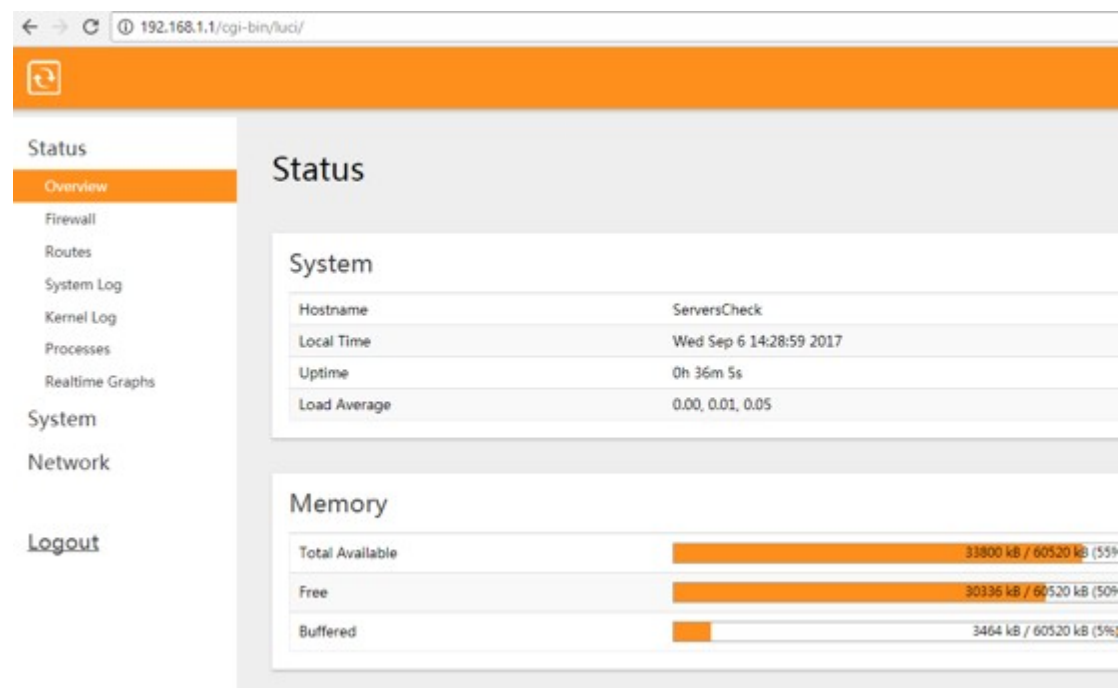 192.168.1.1/cgi-bin/luci/
Status
Overview
Firewall
Routes
System Log
Kernel Log
Processes
Realtime Graphs
System
Network
Logout
Status
System
Hostname ServersCheck
Local Time Wed Sep 6 14:28:59 2017
Uptime 0h 36m 5s
Load Average 0.00, 0.01, 0.05
Memory
Total Available 33800 kB / 60520 kB (55%
Free 30336 kB / 60520 kB (50%
Buffered 3464 kB / 60520 kB (5%)